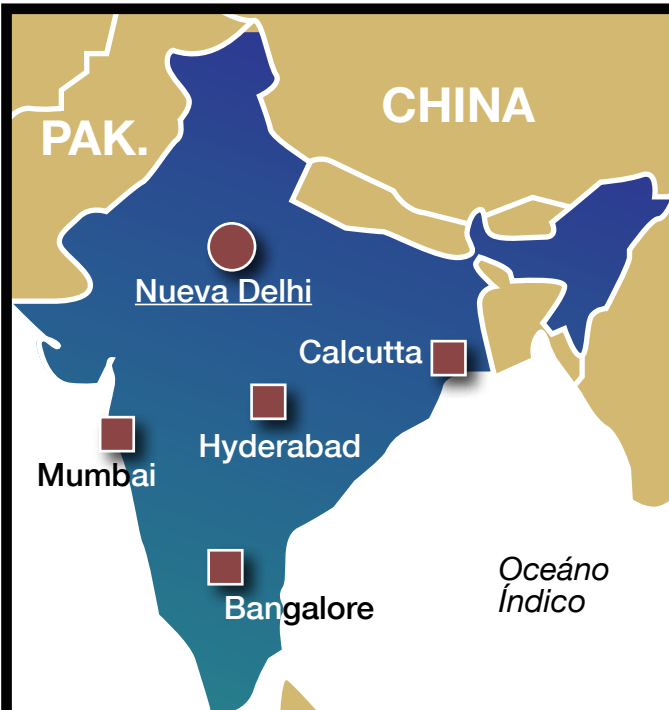 CHINA
PAK.
Nueva Delhi
Calcutta
Hyderabad
Mumbai
Oceáno
Índico
Bangalore